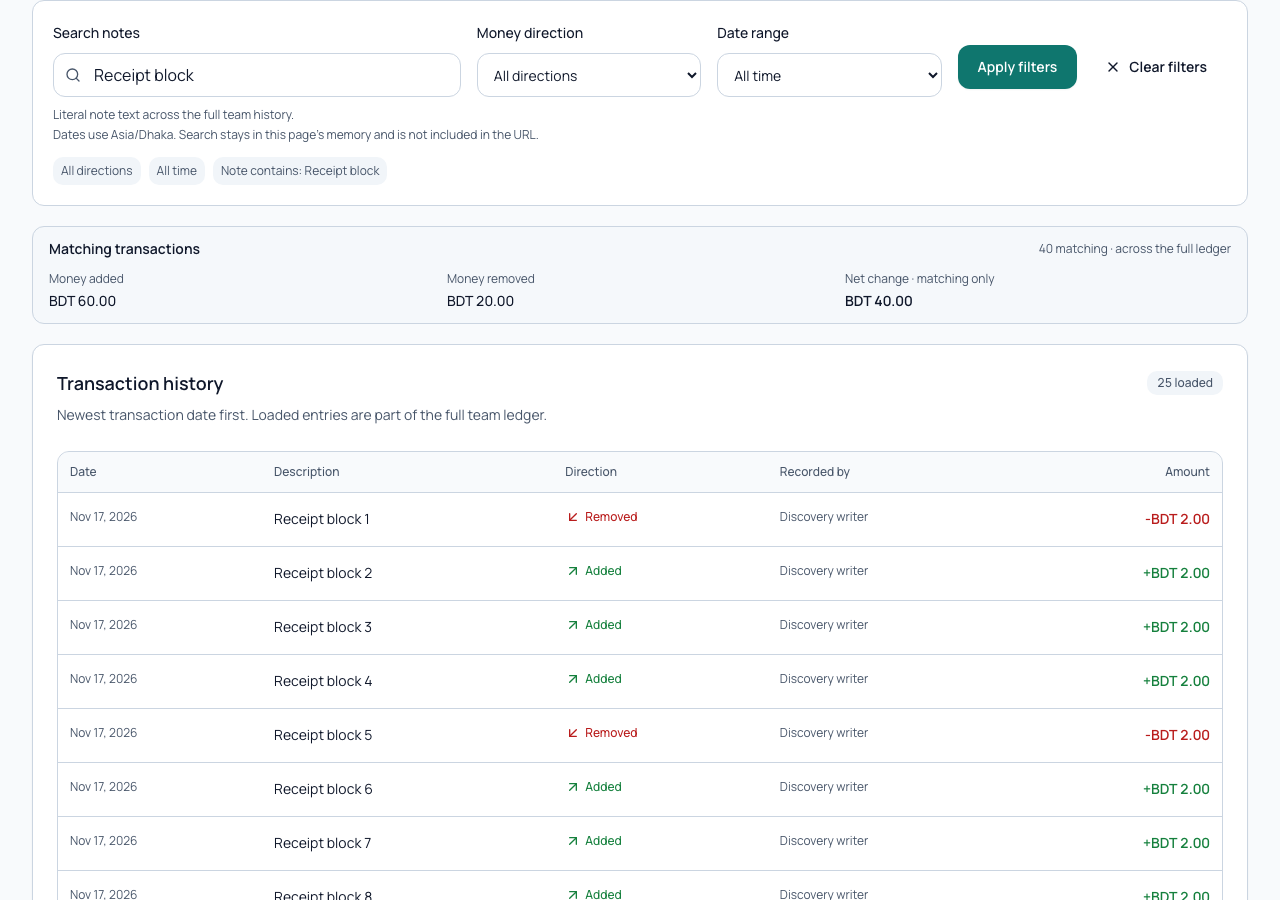 Search notes
Money direction
Date range
Receipt block
All directions
All time
Apply filters
Clear filters
Literal note text across the full team history.
Dates use Asia/Dhaka. Search stays in this page's memory and is not included in the URL.
All directions All time Note contains: Receipt block
Matching transactions
40 matching · across the full ledger
Money added
BDT 60.00
Money removed
BDT 20.00
Net change · matching only
BDT 40.00
Transaction history
25 loaded
Newest transaction date first. Loaded entries are part of the full team ledger.
Date Description Direction Recorded by Amount
Nov 17, 2026 Receipt block 1 Removed Discovery writer -BDT 2.00
Nov 17, 2026 Receipt block 2 Added Discovery writer +BDT 2.00
Nov 17, 2026 Receipt block 3 Added Discovery writer +BDT 2.00
Nov 17, 2026 Receipt block 4 Added Discovery writer +BDT 2.00
Nov 17, 2026 Receipt block 5 Removed Discovery writer -BDT 2.00
Nov 17, 2026 Receipt block 6 Added Discovery writer +BDT 2.00
Nov 17, 2026 Receipt block 7 Added Discovery writer +BDT 2.00
Nov 17, 2026 Receipt block 8 Added Discovery writer +BDT 2.00